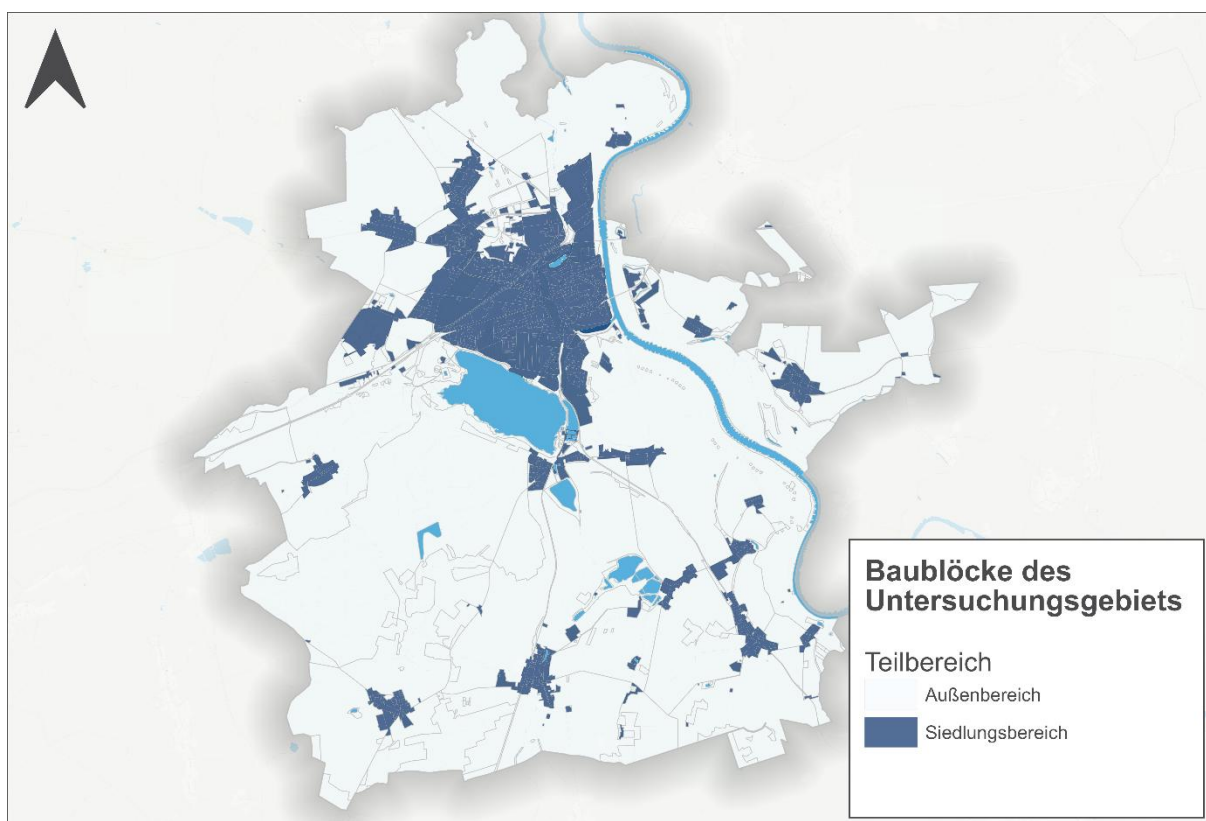 Baublöcke des
Untersuchungsgebiets
Teilbereich
Außenbereich
Siedlungsbereich